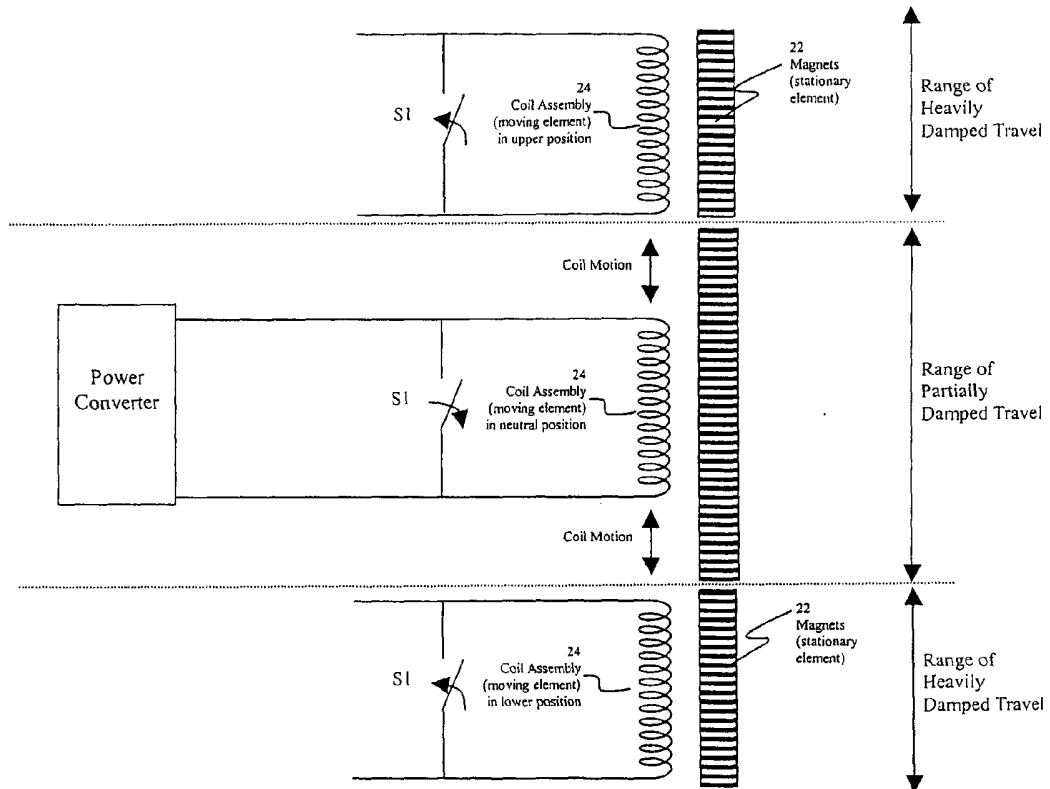 22
Magnets
(stationary
element)
24
Coil Assembly
(moving element)
in upper position
S1
Range of
Heavily
Damped Travel
Coil Motion
Power
Converter
S1
24
Coil Assembly
(moving element)
in neutral position
Range of
Partially
Damped Travel
Coil Motion
22
Magnets
(stationary
element)
24
Coil Assembly
(moving element)
in lower position
S1
Range of
Heavily
Damped Travel